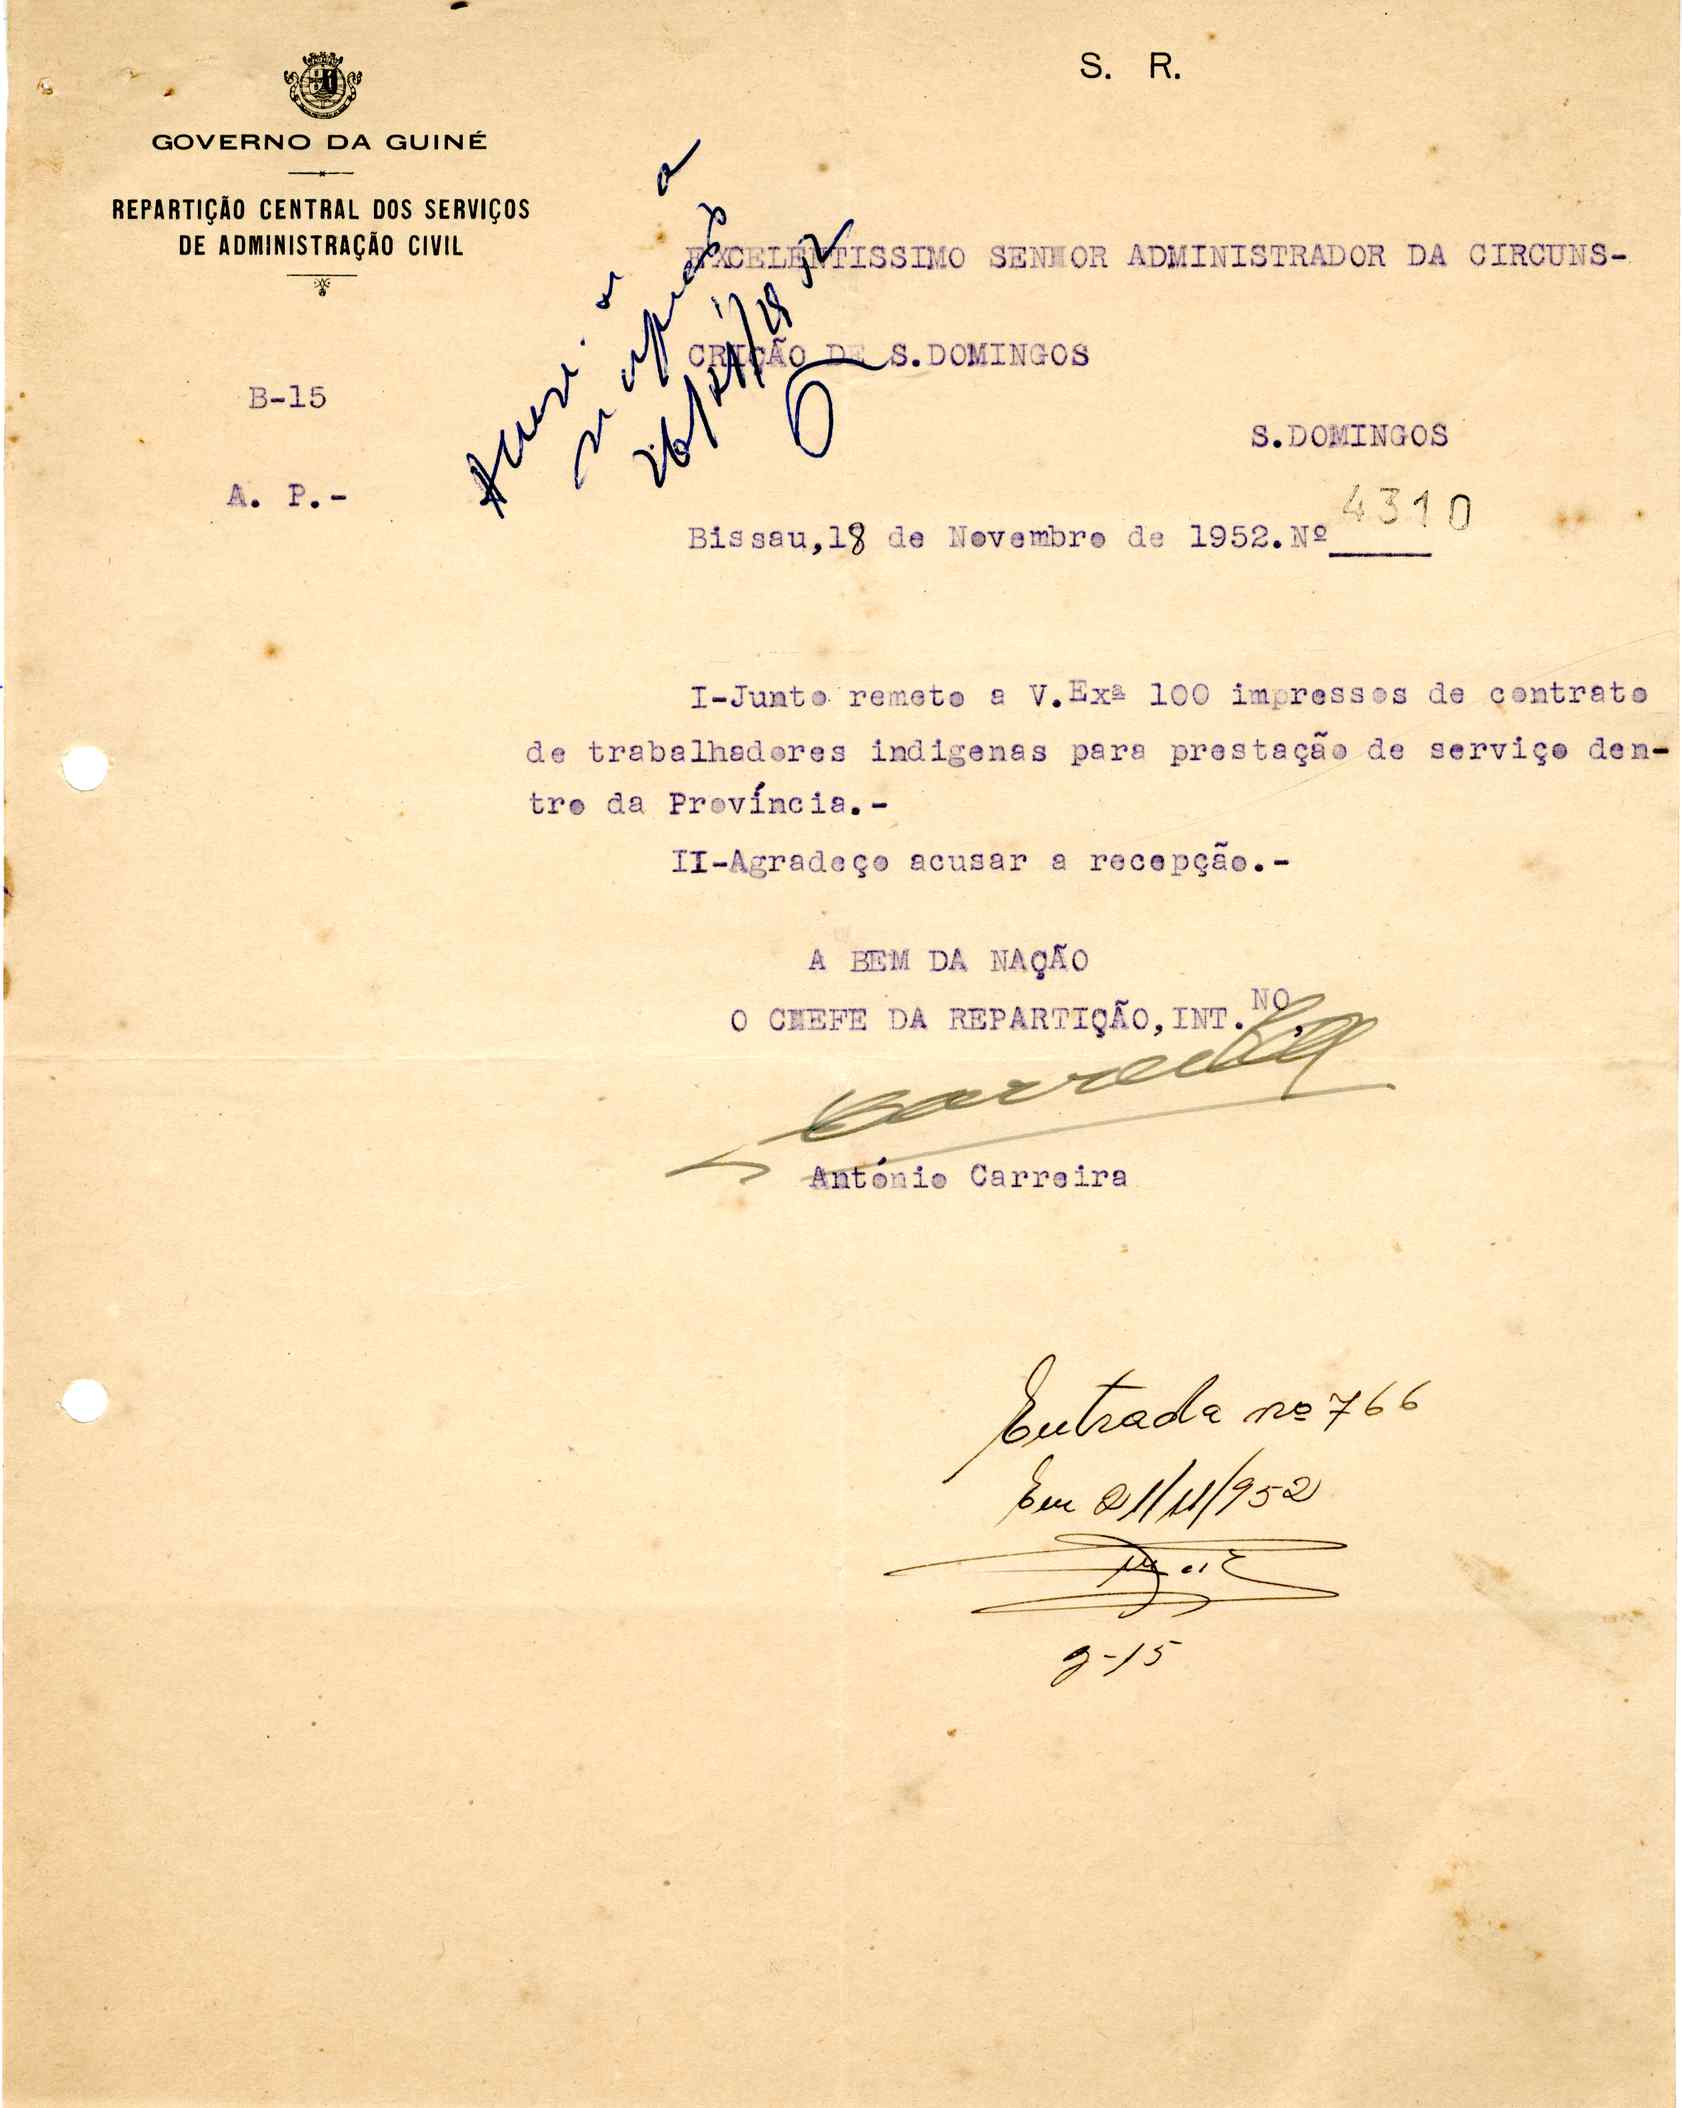 S. R.
GOVERNO DA GUINÉ
REPARTIÇÃO CENTRAL DOS SERVIÇOS
DE ADMINISTRAÇÃO CIVIL
EXCELENTISSIMO SENHOR ADMINISTRADOR DA CIRCUNS-
CRIÇÃO DE S.DOMINGOS
B-15
S.DOMINGOS
A. P.-
Bissau,18 de Novembro de 1952.Nº 4310
I-Junto remeto a V.Exª 100 impressos de contrato
de trabalhadores indigenas para prestação de serviço den-
tro da Província.-
II-Agradeço acusar a recepção.-
A BEM DA NAÇÃO
O CHEFE DA REPARTIÇÃO, INT.NO,
António Carreira
Entrada nº 766
Em 21/11/952